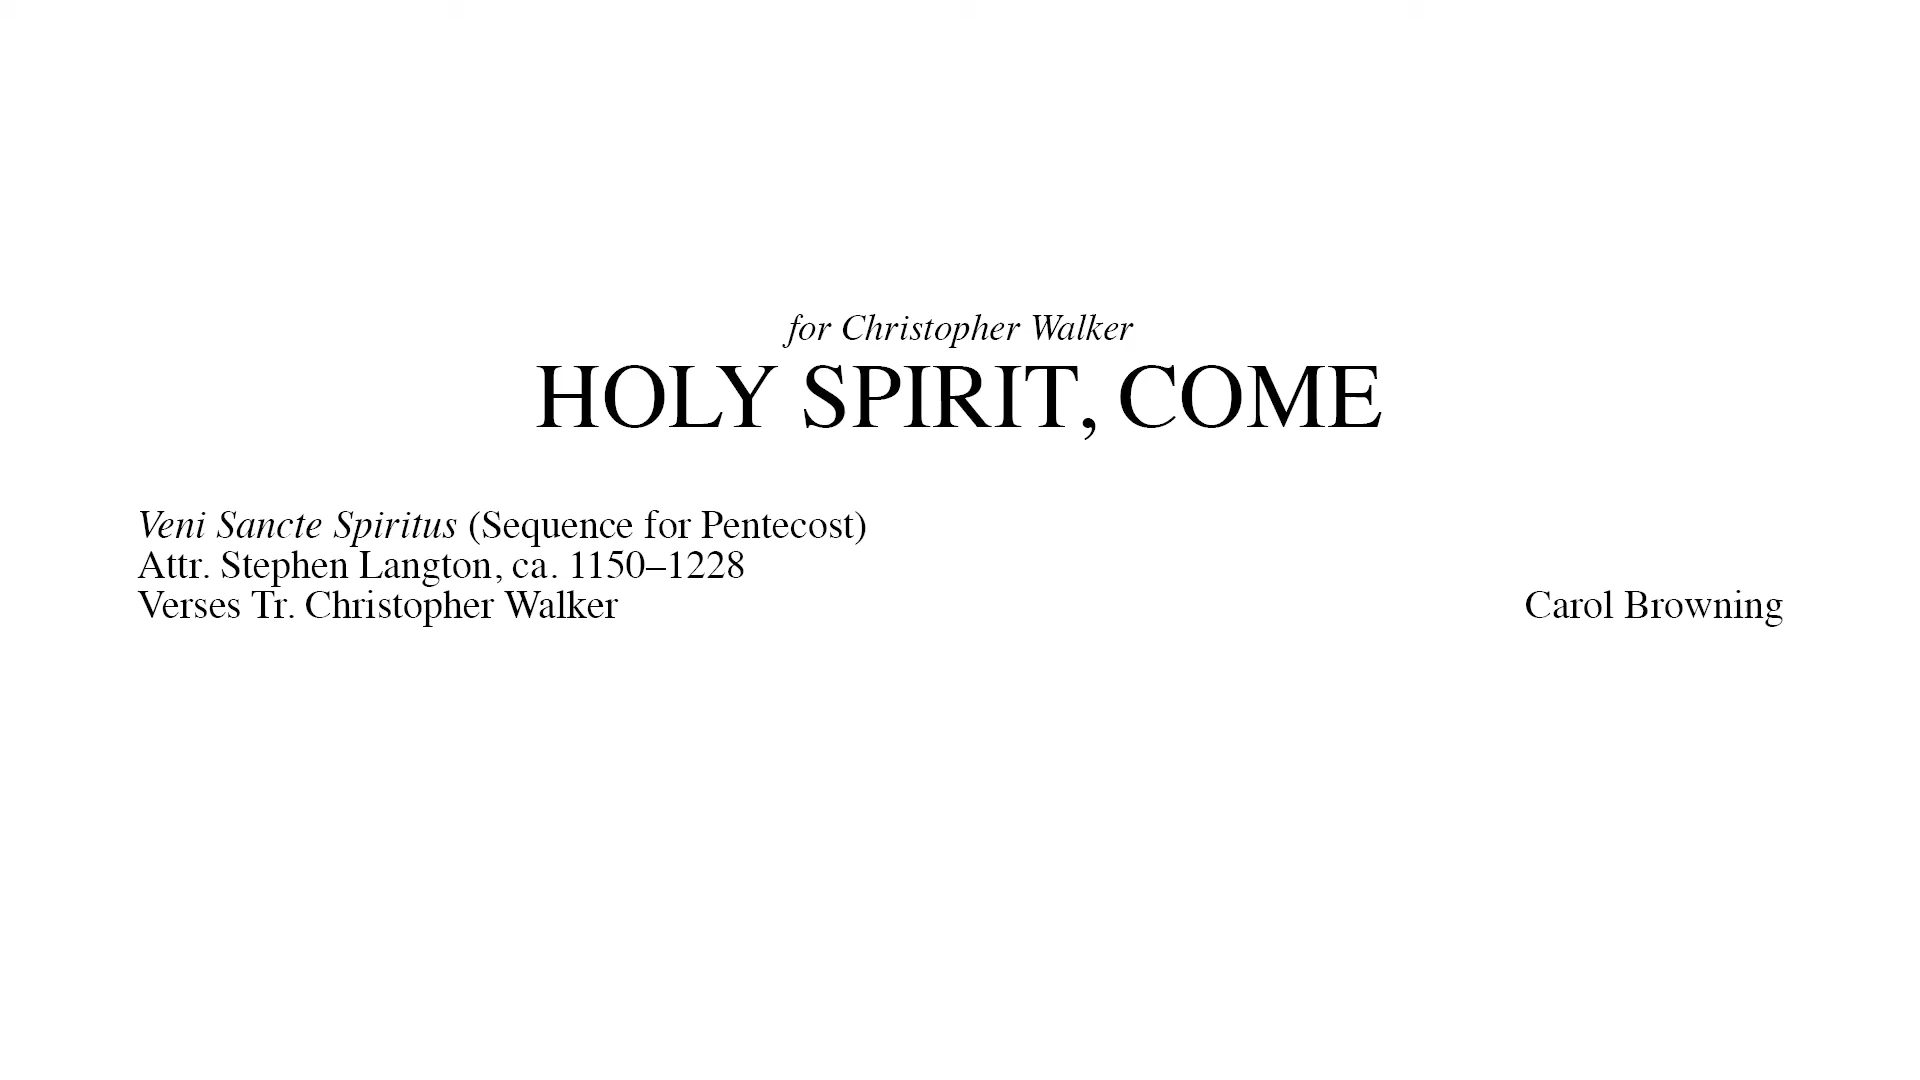 for Christopher Walker
HOLY SPIRIT, COME
Veni Sancte Spiritus (Sequence for Pentecost)
Attr. Stephen Langton, ca. 1150–1228
Verses Tr. Christopher Walker
Carol Browning